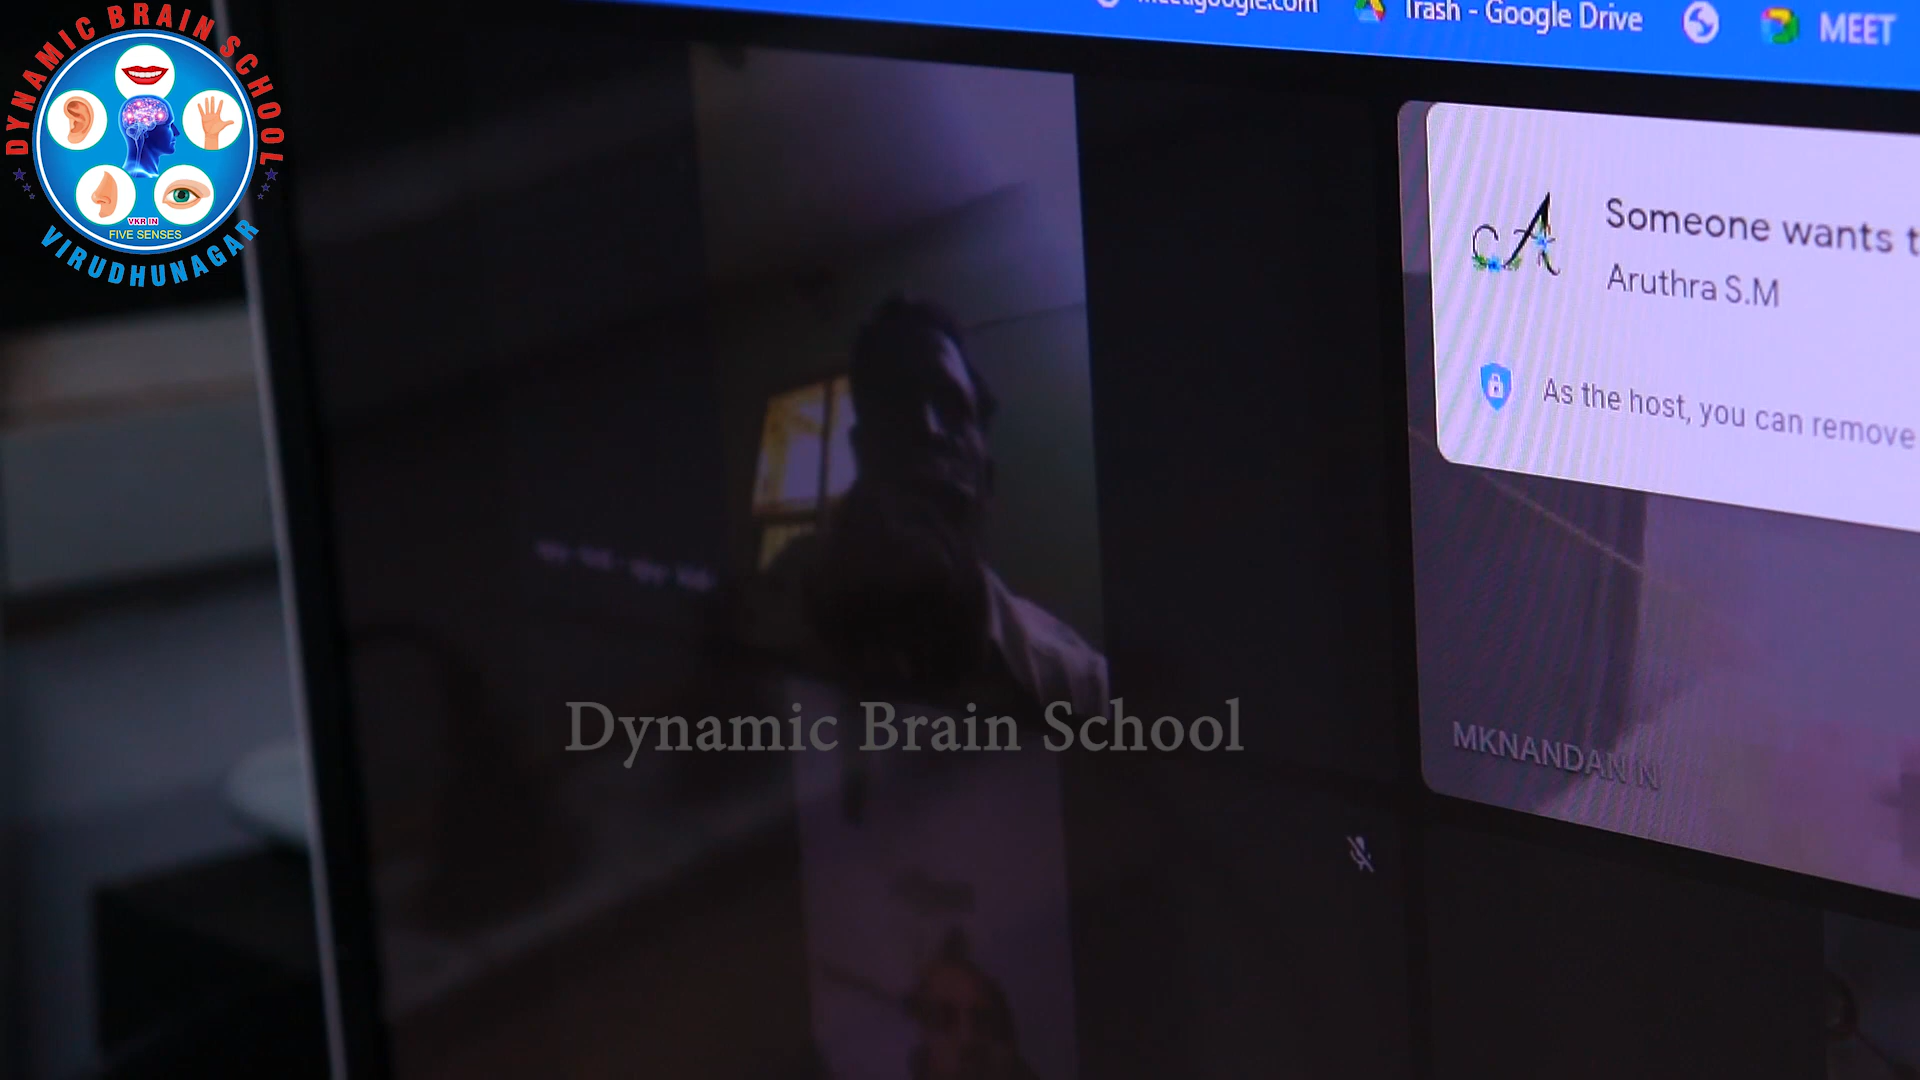 DYNAMIC BRAIN SCHOOL
VKR IN
FIVE SENSES
VIRUDHUNAGAR
Trash - Google Drive
MEET
Someone wants t
Aruthra S.M
As the host, you can remove
MKNANDAN N
Dynamic Brain School